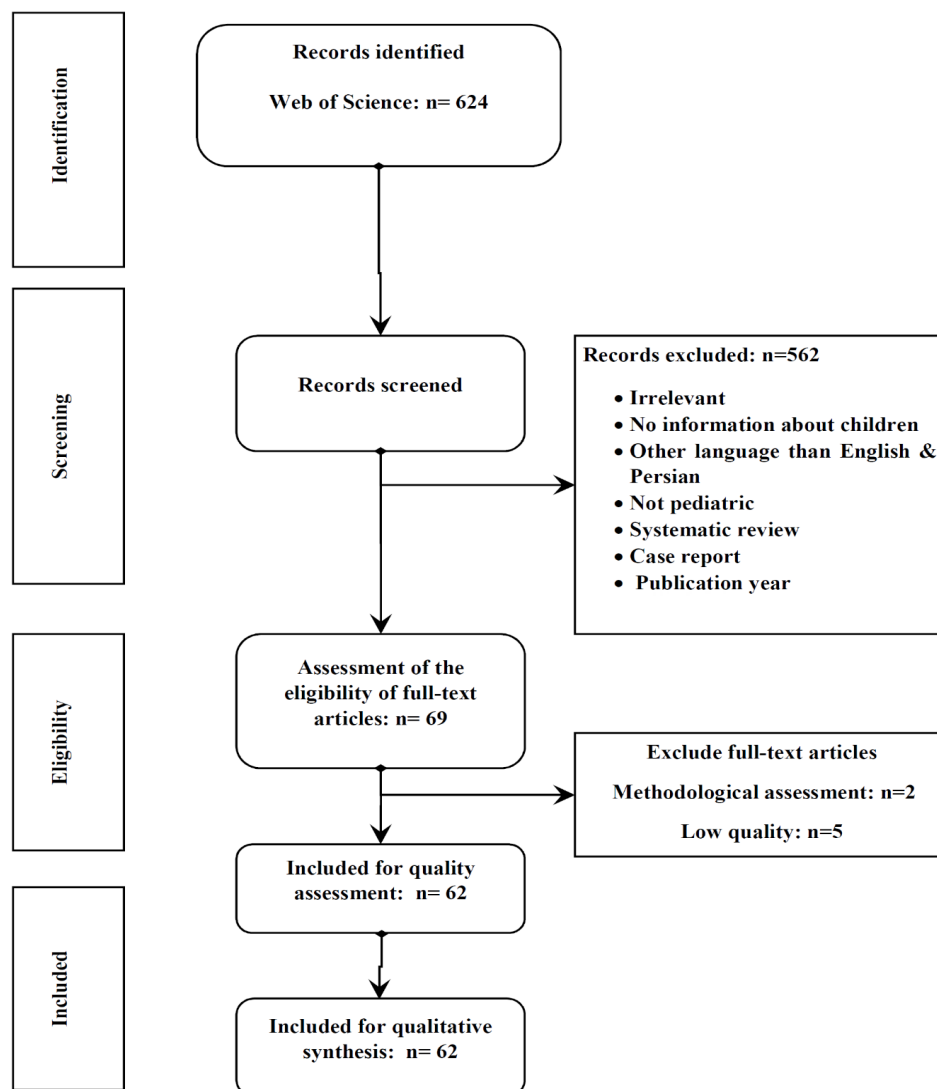 Identification
Records identified
Web of Science: n= 624
Screening
Records screened
Records excluded: n=562
• Irrelevant
• No information about children
• Other language than English &
Persian
• Not pediatric
• Systematic review
• Case report
• Publication year
Eligibility
Assessment of the
eligibility of full-text
articles: n= 69
Exclude full-text articles
Methodological assessment: n=2
Low quality: n=5
Included for quality
assessment: n= 62
Included
Included for qualitative
synthesis: n= 62